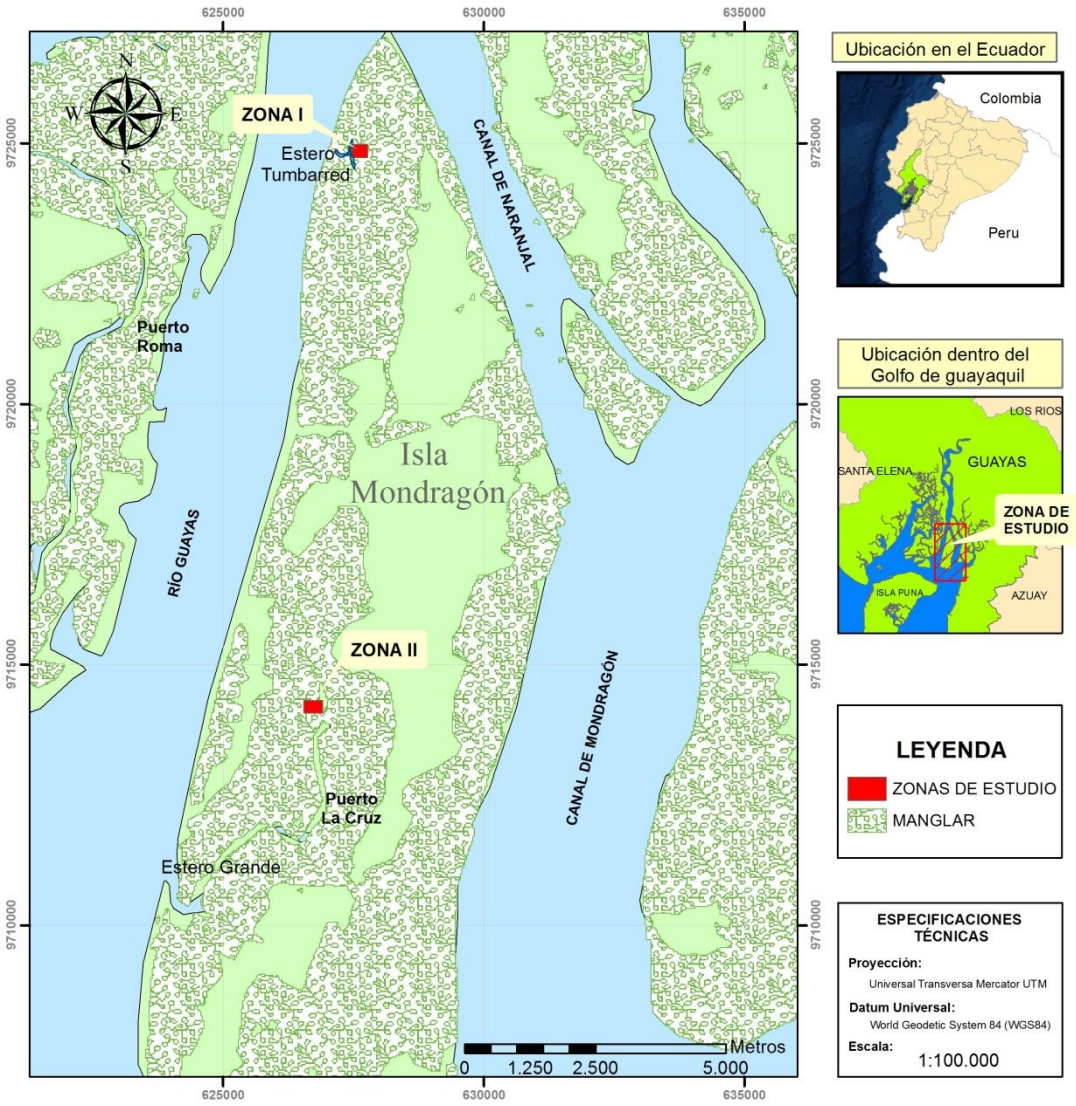 625000
630000
635000
9725000
9720000
9715000
9710000
N
W
E
S
ZONA I
Estero
Tumbarred
CANAL DE NARANJAL
Puerto
Roma
Isla
Mondragón
RÍO GUAYAS
ZONA II
CANAL DE MONDRAGÓN
Puerto
La Cruz
Estero Grande
Metros
0 1.250 2.500 5.000
9725000
9720000
9715000
9710000
625000
630000
635000
Ubicación en el Ecuador
Colombia
Peru
Ubicación dentro del
Golfo de guayaquil
LOS RIOS
SANTA ELENA
GUAYAS
ZONA DE
ESTUDIO
ISLA PUNA
AZUAY
LEYENDA
ZONAS DE ESTUDIO
MANGLAR
ESPECIFICACIONES
TÉCNICAS
Proyección:
Universal Transversa Mercator UTM
Datum Universal:
World Geodetic System 84 (WGS84)
Escala:
1:100.000